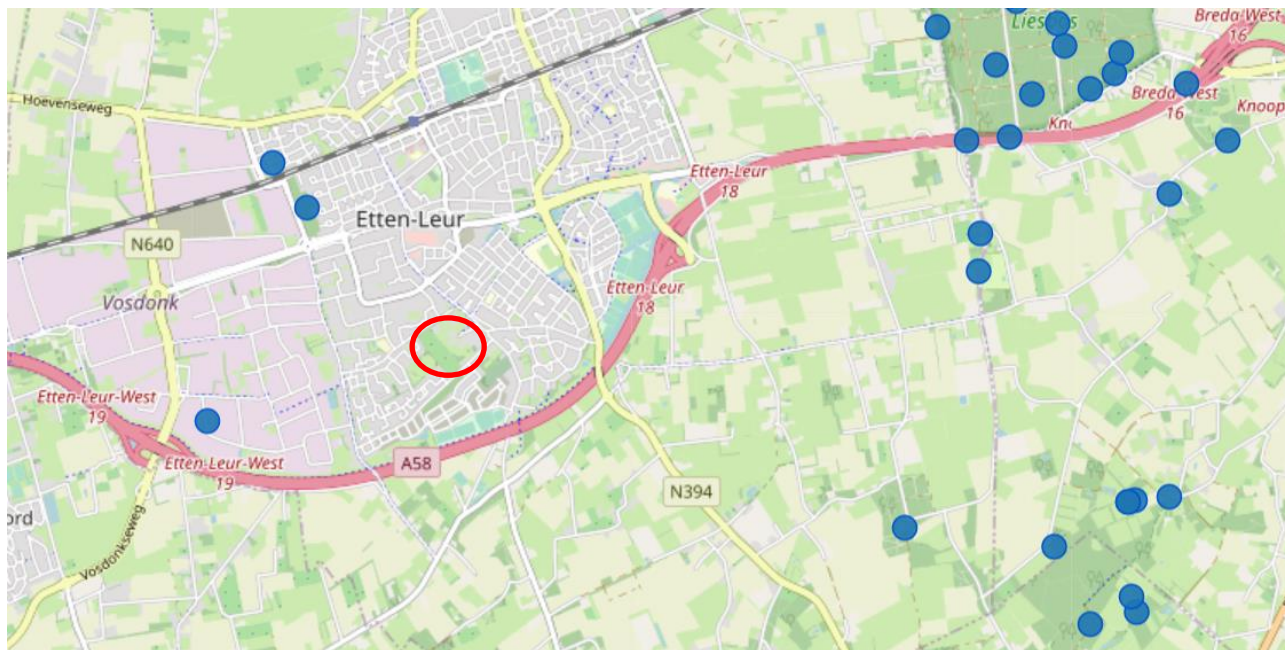 Liesbos
Breda-West
16
Hoevenseweg
Breda-West
16
Knoop
Etten-Leur
18
Etten-Leur
N640
Vosdonk
Etten-Leur
18
Etten-Leur-West
19
Etten-Leur-West
19
A58
N394
ord
Vosdonkseweg